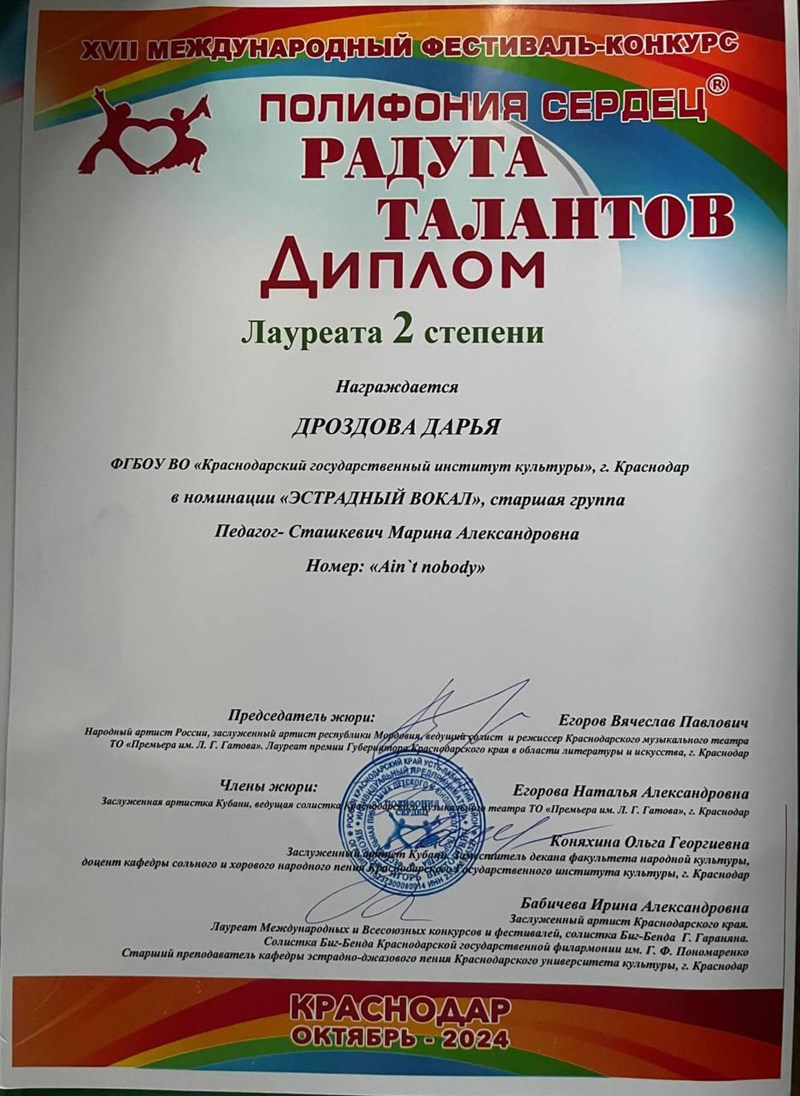 XVII МЕЖДУНАРОДНЫЙ ФЕСТИВАЛЬ-КОНКУРС
ПОЛИФОНИЯ СЕРДЕЦ®
РАДУГА
ТАЛАНТОВ
Диплом
Лауреата 2 степени
Награждается
ДРОЗДОВА ДАРЬЯ
ФГБОУ ВО «Краснодарский государственный институт культуры», г. Краснодар
в номинации «ЭСТРАДНЫЙ ВОКАЛ», старшая группа
Педагог- Сташкевич Марина Александровна
Номер: «Ain`t nobody»
Председатель жюри: Егоров Вячеслав Павлович
Народный артист России, заслуженный артист республики Мордовия, ведущий солист и режиссер Краснодарского музыкального театра
ТО «Премьера им. Л. Г. Гатова». Лауреат премии Губернатора Краснодарского края в области литературы и искусства, г. Краснодар
Члены жюри: Егорова Наталья Александровна
Заслуженная артистка Кубани, ведущая солистка Краснодарского музыкального театра ТО «Премьера им. Л. Г. Гатова», г. Краснодар
Коняхина Ольга Георгиевна
Заслуженный артист Кубани, заместитель декана факультета народной культуры,
доцент кафедры сольного и хорового народного пения Краснодарского Государственного института культуры, г. Краснодар
Бабичева Ирина Александровна
Заслуженный артист Краснодарского края.
Лауреат Международных и Всесоюзных конкурсов и фестивалей, солистка Биг-Бенда Г. Гараняна.
Солистка Биг-Бенда Краснодарской государственной филармонии им. Г. Ф. Пономаренко
Старший преподаватель кафедры эстрадно-джазового пения Краснодарского университета культуры, г. Краснодар
ПОЛИФОНИЯ
СЕРДЕЦ
КРАСНОДАР
ОКТЯБРЬ - 2024